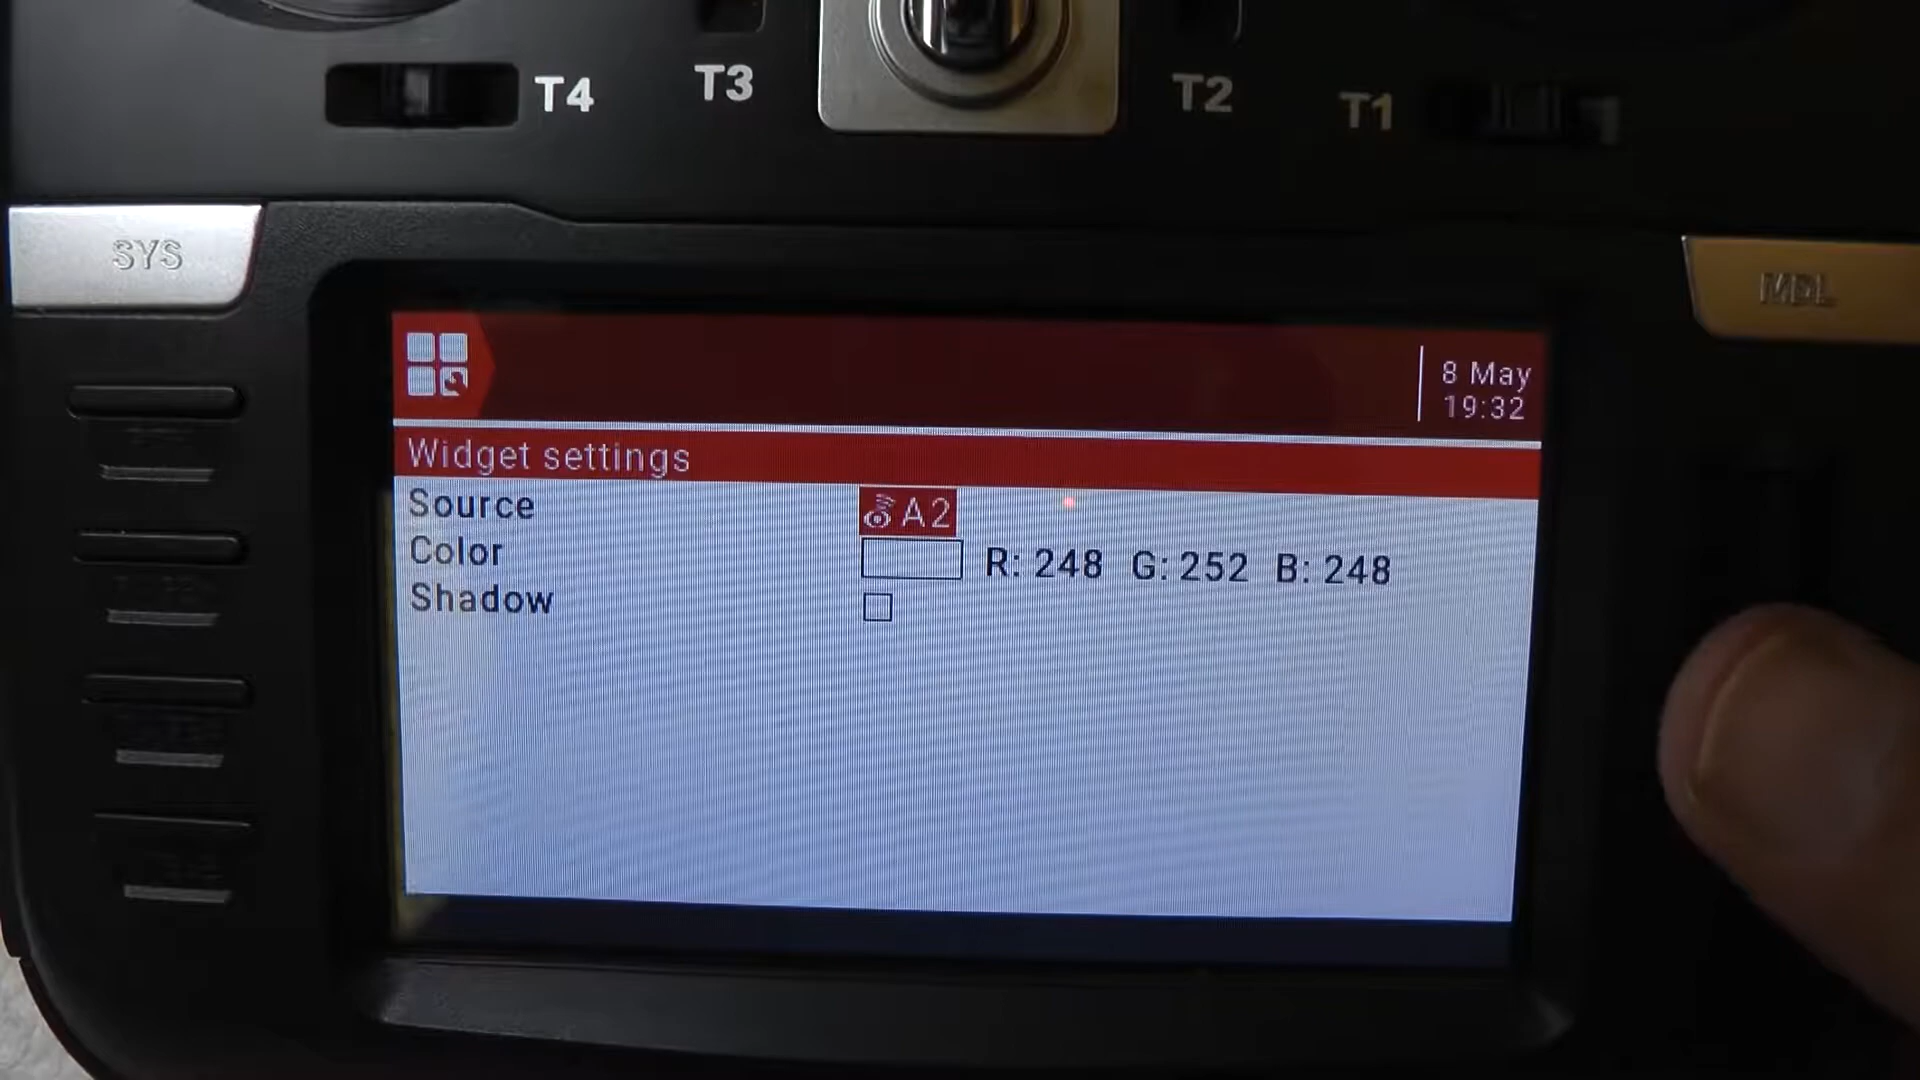 T4 T3 T2 T1
SYS
MDL
8 May
19:32
Widget settings
Source A2
Color R: 248 G: 252 B: 248
Shadow